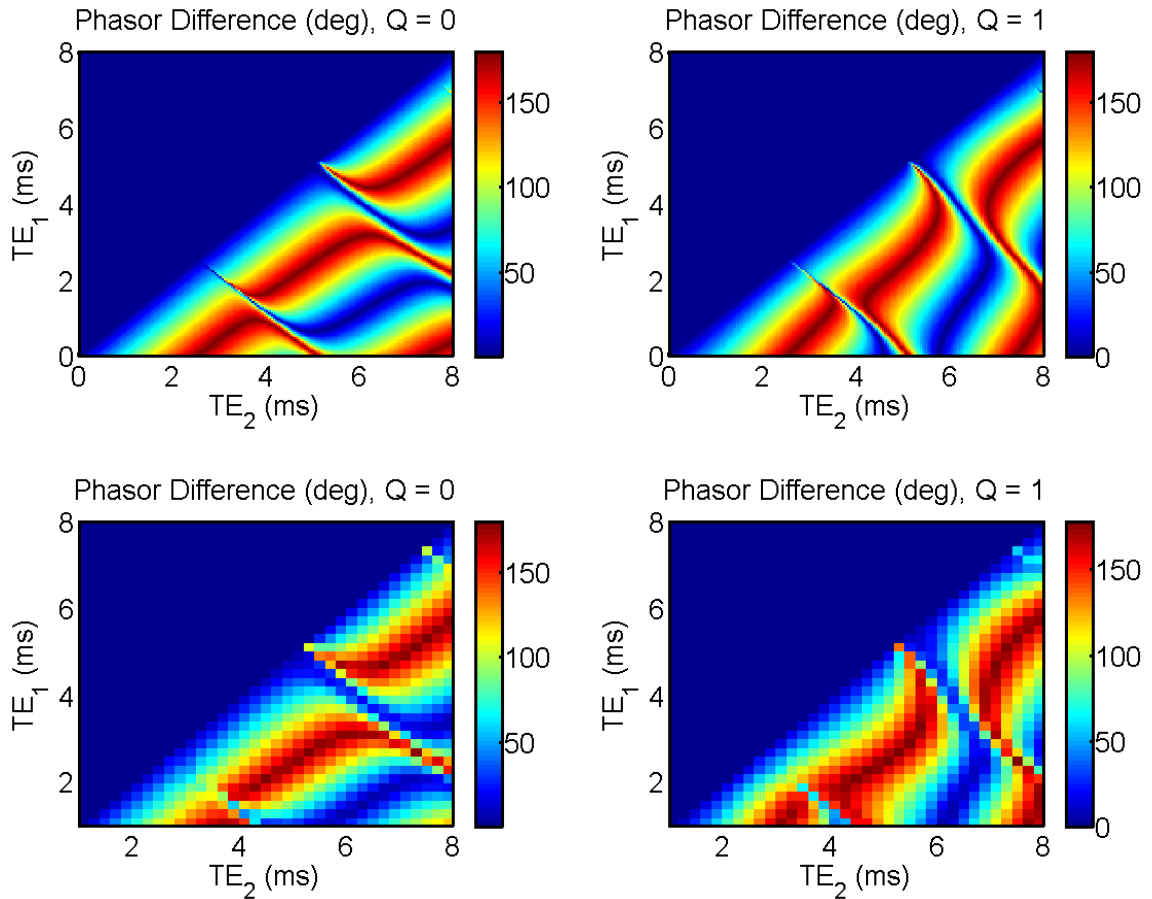 Phasor Difference (deg), Q = 0
8
6
4
2
0
TE1 (ms)
0 2 4 6 8
TE2 (ms)
150
100
50
Phasor Difference (deg), Q = 1
8
6
4
2
0
TE1 (ms)
0 2 4 6 8
TE2 (ms)
150
100
50
0
Phasor Difference (deg), Q = 0
8
6
4
2
TE1 (ms)
2 4 6 8
TE2 (ms)
150
100
50
Phasor Difference (deg), Q = 1
8
6
4
2
TE1 (ms)
2 4 6 8
TE2 (ms)
150
100
50
0